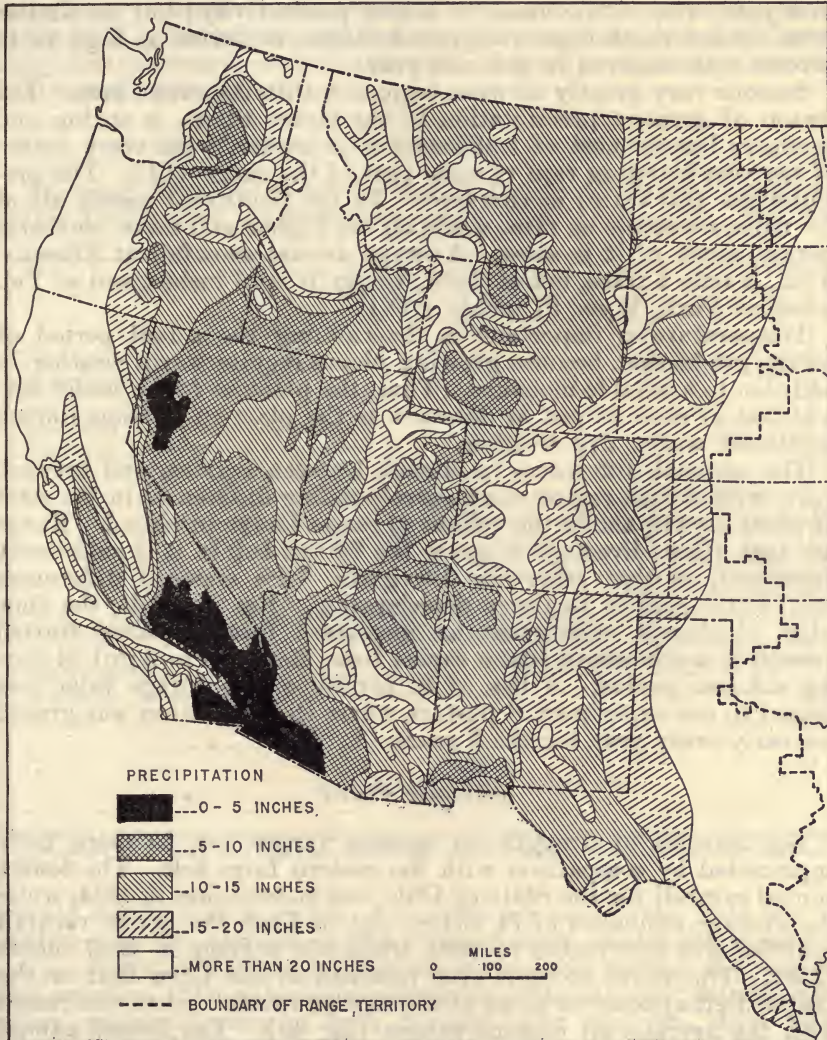 PRECIPITATION
0-5 INCHES
5-10 INCHES
10-15 INCHES
15-20 INCHES
MORE THAN 20 INCHES
MILES
0 100 200
BOUNDARY OF RANGE TERRITORY